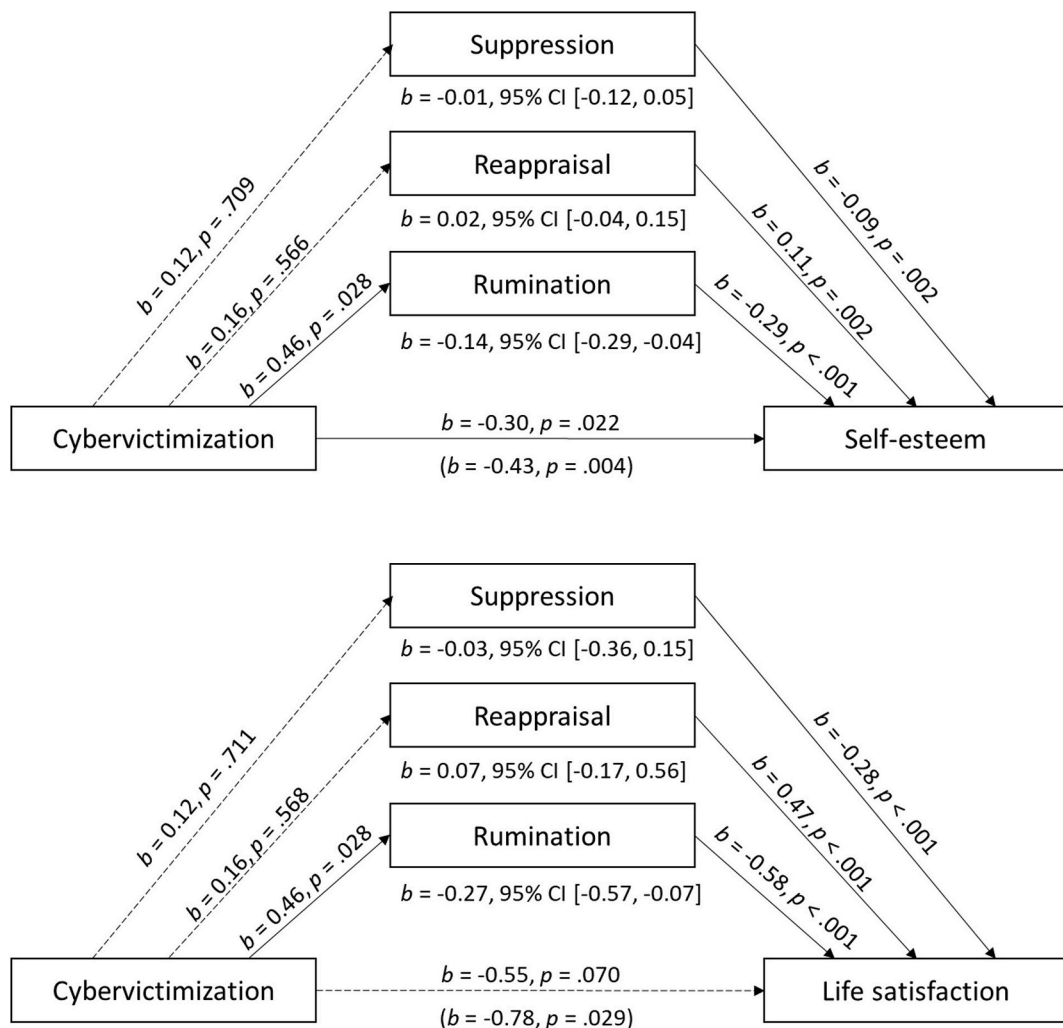 Suppression
b = -0.01, 95% CI [-0.12, 0.05]
b = 0.12, p = .709
b = -0.09, p = .002
Reappraisal
b = 0.02, 95% CI [-0.04, 0.15]
b = 0.16, p = .566
b = 0.11, p = .002
Rumination
b = -0.14, 95% CI [-0.29, -0.04]
b = 0.46, p = .028
b = -0.29, p < .001
Cybervictimization
b = -0.30, p = .022
(b = -0.43, p = .004)
Self-esteem
Suppression
b = -0.03, 95% CI [-0.36, 0.15]
b = 0.12, p = .711
b = -0.28, p < .001
Reappraisal
b = 0.07, 95% CI [-0.17, 0.56]
b = 0.16, p = .568
b = 0.47, p < .001
Rumination
b = -0.27, 95% CI [-0.57, -0.07]
b = 0.46, p = .028
b = -0.58, p < .001
Cybervictimization
b = -0.55, p = .070
(b = -0.78, p = .029)
Life satisfaction